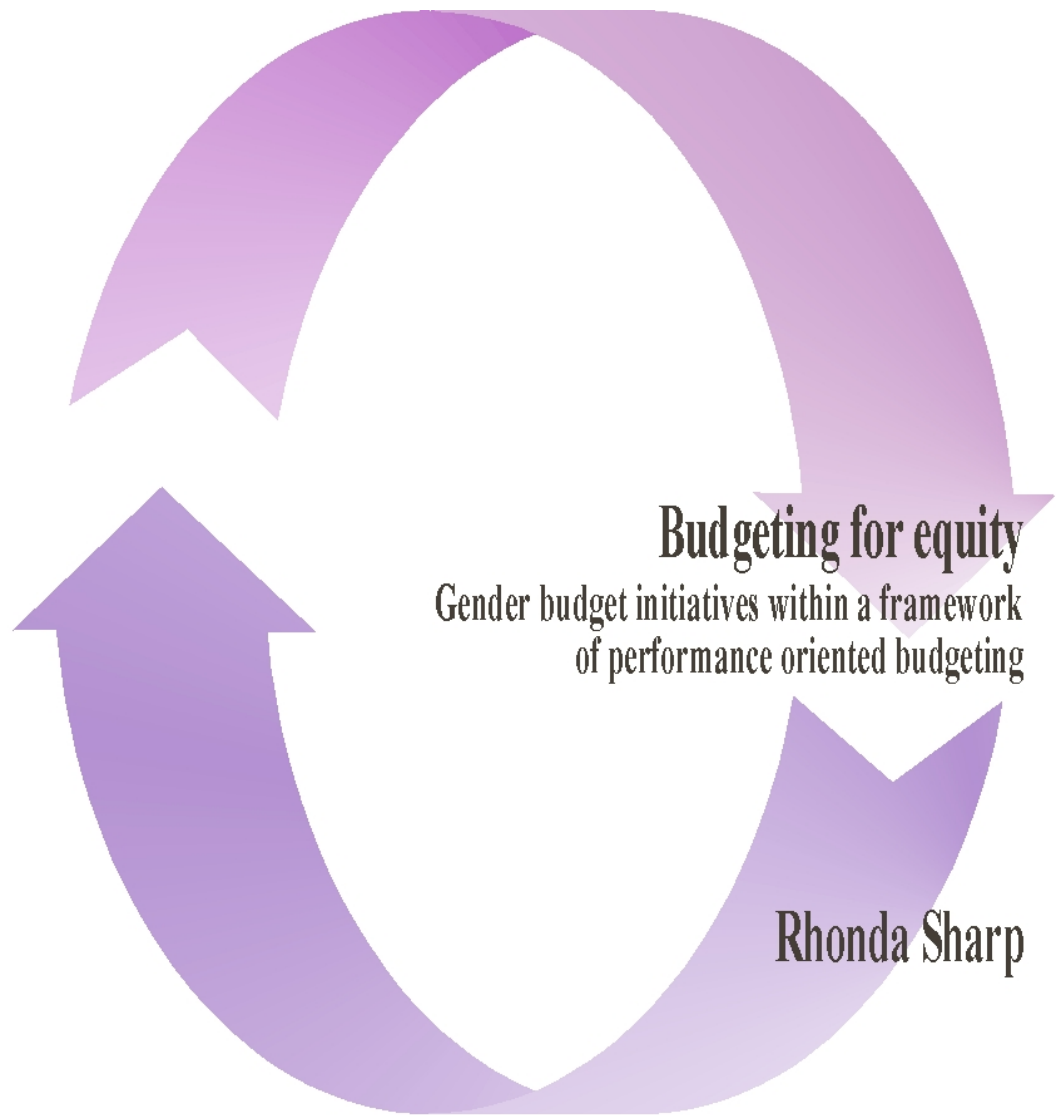 Budgeting for equity
Gender budget initiatives within a framework
of performance oriented budgeting
Rhonda Sharp